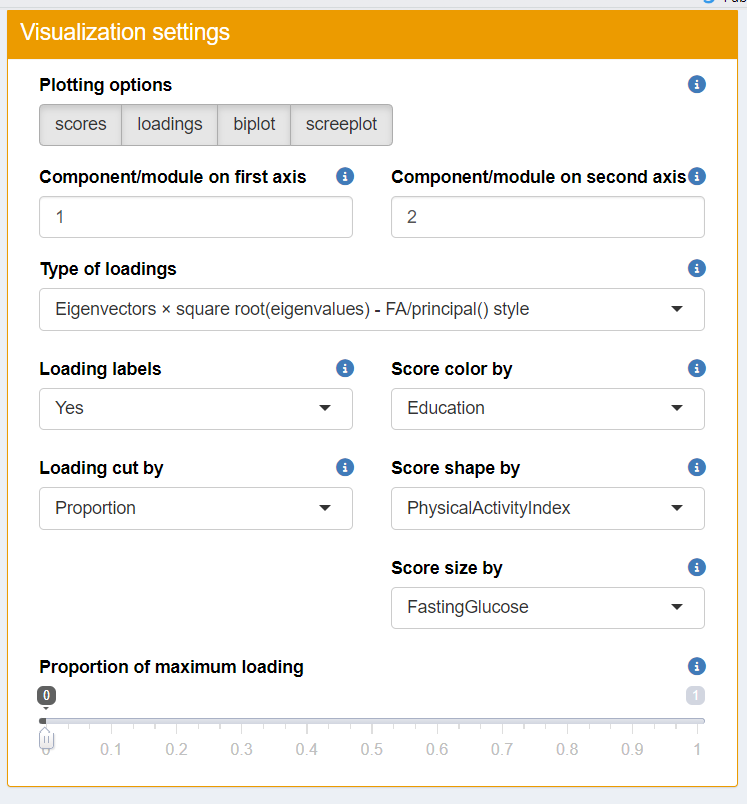 Visualization settings
Plotting options
scores loadings biplot screeplot
Component/module on first axis Component/module on second axis
1 2
Type of loadings
Eigenvectors × square root(eigenvalues) - FA/principal() style
Loading labels Score color by
Yes Education
Loading cut by Score shape by
Proportion PhysicalActivityIndex
Score size by
FastingGlucose
Proportion of maximum loading
0 1
0 0.1 0.2 0.3 0.4 0.5 0.6 0.7 0.8 0.9 1